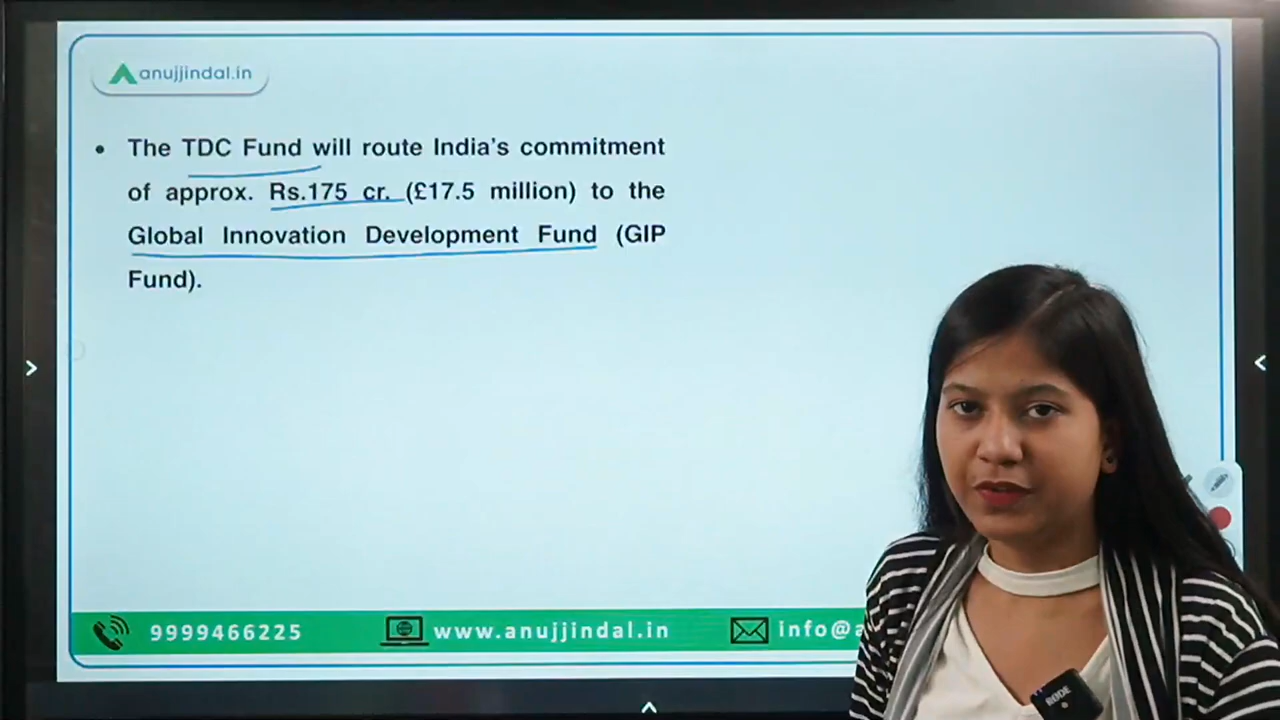 anujjindal.in
• The TDC Fund will route India's commitment
of approx. Rs.175 cr. (£17.5 million) to the
Global Innovation Development Fund (GIP
Fund).
9999466225
www.anujjindal.in
info@a
RODE